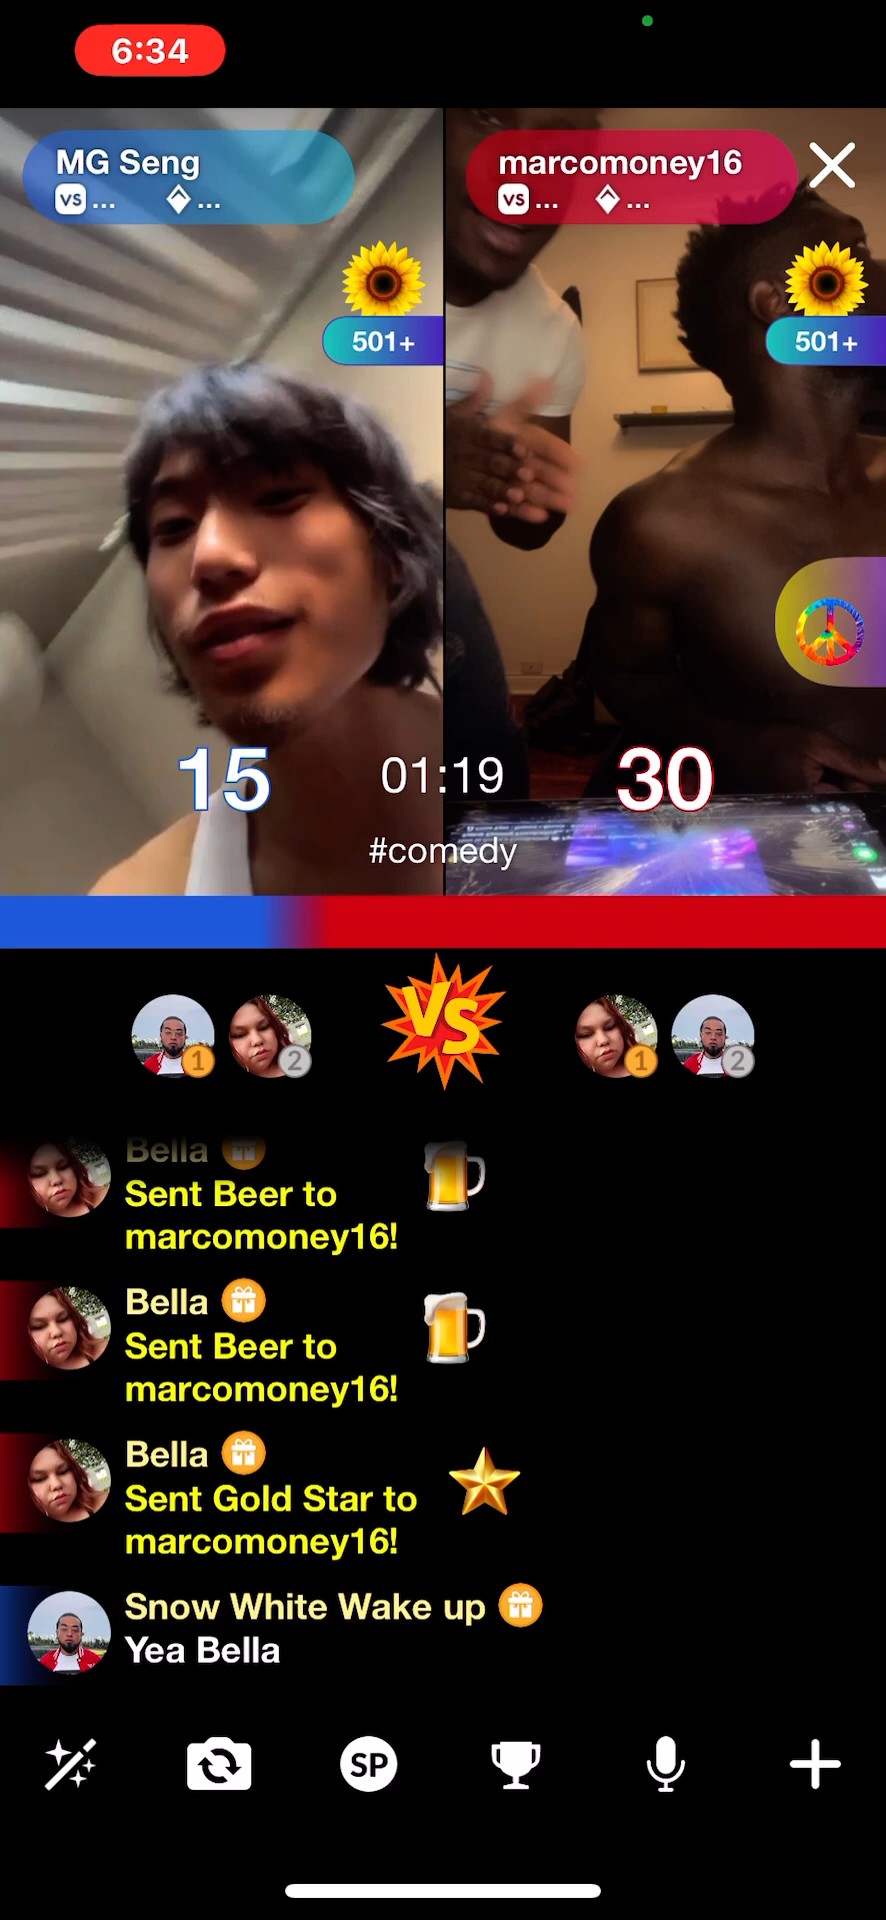 6:34
MG Seng
VS ... ...
marcomoney16
VS ... ...
501+
501+
15
01:19
30
#comedy
VS
1
2
1
2
Bella
Sent Beer to
marcomoney16!
Bella
Sent Beer to
marcomoney16!
Bella
Sent Gold Star to
marcomoney16!
Snow White Wake up
Yea Bella
SP